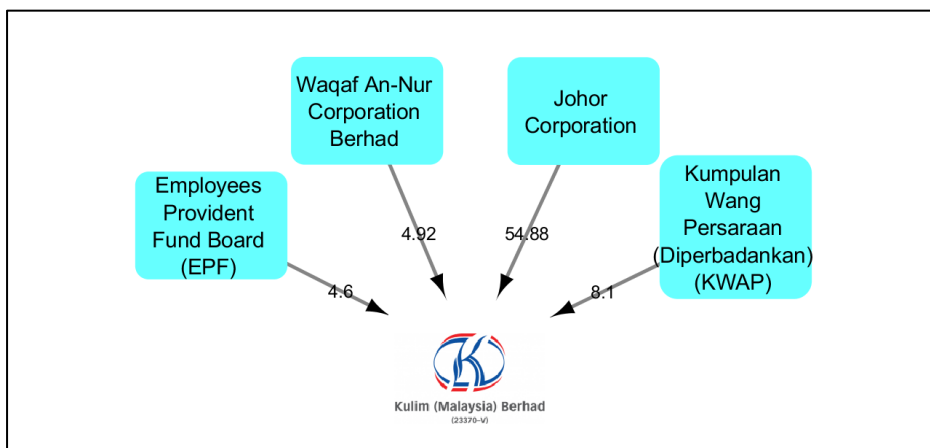 Waqaf An-Nur
Corporation
Berhad
Johor
Corporation
Employees
Provident
Fund Board
(EPF)
Kumpulan
Wang
Persaraan
(Diperbadankan)
(KWAP)
4.92
54.88
4.6
8.1
Kulim (Malaysia) Berhad
(23370-V)